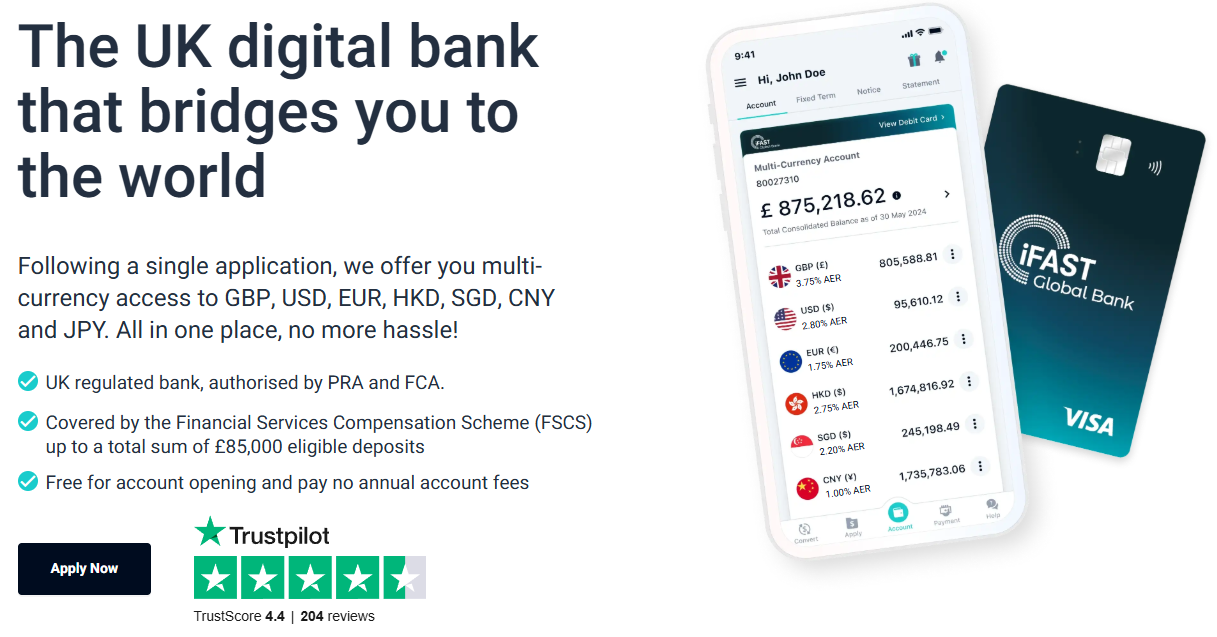 The UK digital bank
that bridges you to
the world
Following a single application, we offer you multi-
currency access to GBP, USD, EUR, HKD, SGD, CNY
and JPY. All in one place, no more hassle!
UK regulated bank, authorised by PRA and FCA.
Covered by the Financial Services Compensation Scheme (FSCS)
up to a total sum of £85,000 eligible deposits
Free for account opening and pay no annual account fees
Apply Now
Trustpilot
TrustScore 4.4 | 204 reviews
9:41
Hi, John Doe
Account Fixed Term Notice Statement
iFAST Global Bank
View Debit Card >
Multi-Currency Account
80027310
£ 875,218.62
Total Consolidated Balance as of 30 May 2024
GBP (£) 805,588.81
3.75% AER
USD ($) 95,610.12
2.80% AER
EUR (€) 200,446.75
1.75% AER
HKD ($) 1,674,816.92
2.75% AER
SGD ($) 245,198.49
2.20% AER
CNY (¥) 1,735,783.06
1.00% AER
Convert Apply Account Payment Help
iFAST
Global Bank
VISA